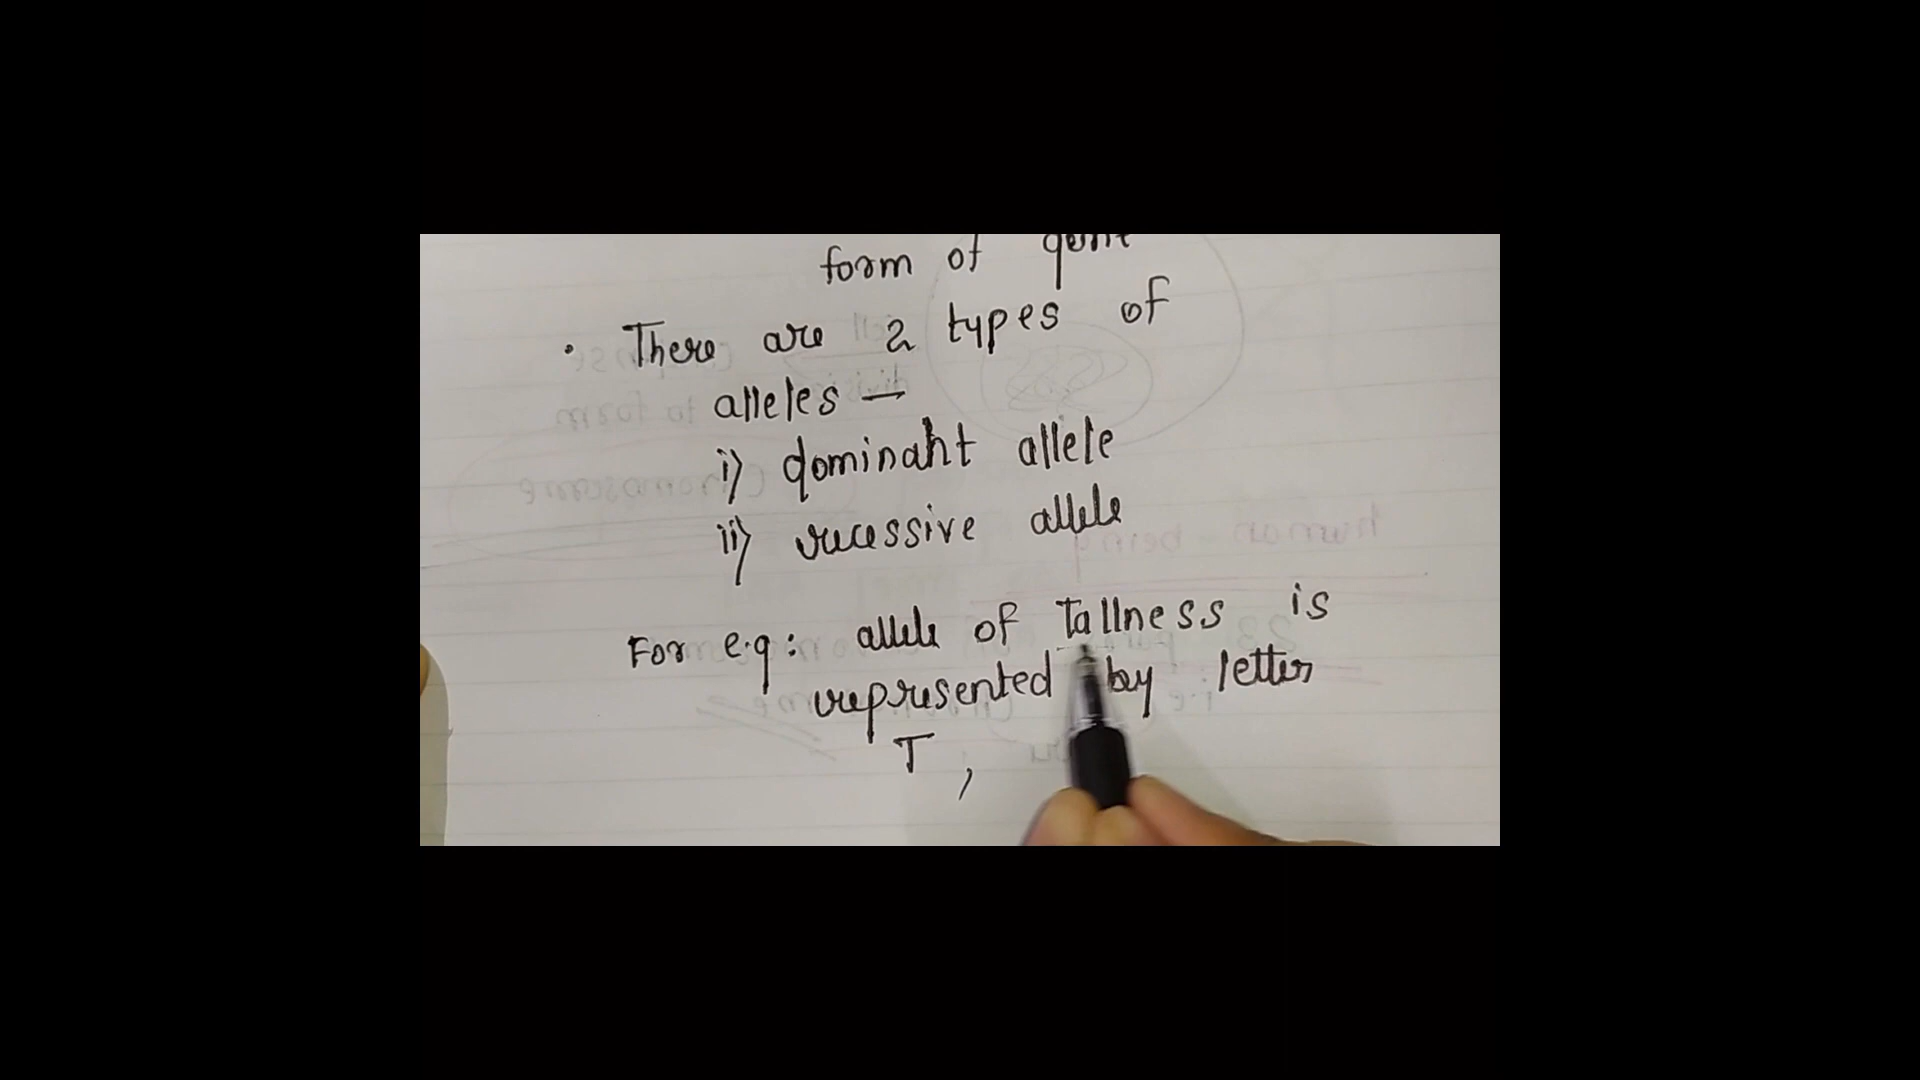 form of gene
• There are 2 types of
alleles –
i) dominant allele
ii) recessive allele
For e.g: allele of Tallness is
represented by letter
T ,